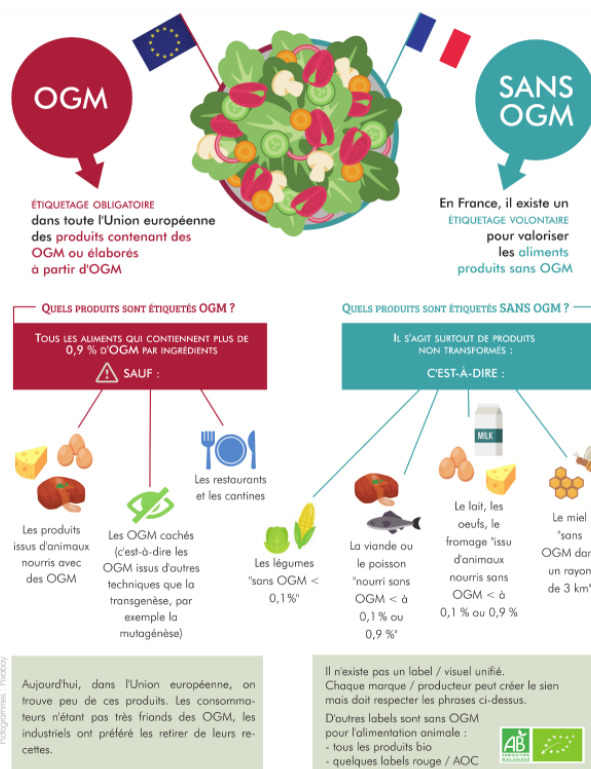 OGM
SANS
OGM
ÉTIQUETAGE OBLIGATOIRE
dans toute l'Union européenne
des produits contenant des
OGM ou élaborés
à partir d'OGM
En France, il existe un
ÉTIQUETAGE VOLONTAIRE
pour valoriser
les aliments
produits sans OGM
QUELS PRODUITS SONT ÉTIQUETÉS OGM ?
TOUS LES ALIMENTS QUI CONTIENNENT PLUS DE
0,9 % D'OGM PAR INGRÉDIENTS
SAUF :
Les produits
issus d'animaux
nourris avec
des OGM
Les OGM cachés
(c'est-à-dire les
OGM issus d'autres
techniques que la
transgenèse, par
exemple la
mutagénèse)
Les restaurants
et les cantines
QUELS PRODUITS SONT ÉTIQUETÉS SANS OGM ?
IL S'AGIT SURTOUT DE PRODUITS
NON TRANSFORMÉS :
C'EST-À-DIRE :
Les légumes
"sans OGM <
0,1%"
La viande ou
le poisson
"nourri sans
OGM < à
0,1 % ou
0,9 %"
MILK
Le lait, les
oeufs, le
fromage "issu
d'animaux
nourris sans
OGM < à
0,1 % ou 0,9 %
Le miel
"sans
OGM dan
un rayon
de 3 km"
Aujourd'hui, dans l'Union européenne, on
trouve peu de ces produits. Les consomma-
teurs n'étant pas très friands des OGM, les
industriels ont préféré les retirer de leurs re-
cettes.
Il n'existe pas un label / visuel unifié.
Chaque marque / producteur peut créer le sien
mais doit respecter les phrases ci-dessus.
D'autres labels sont sans OGM
pour l'alimentation animale :
- tous les produits bio
- quelques labels rouge / AOC
AB
AGRICULTURE
BIOLOGIQUE
Pictogrammes : Pixabay